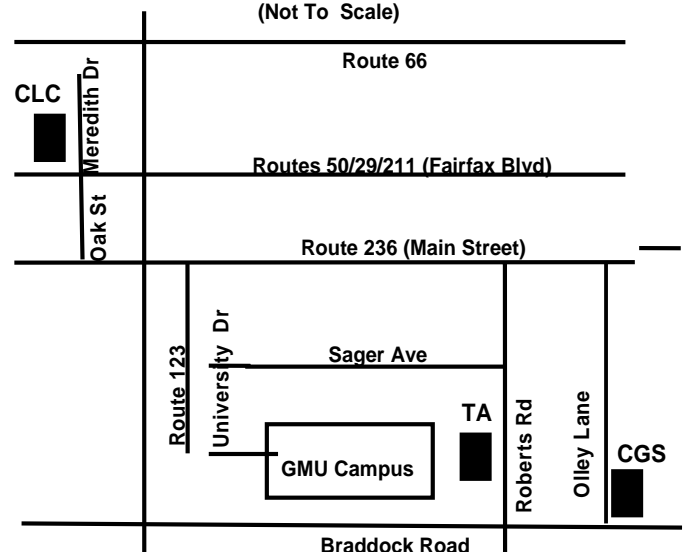 (Not To Scale)
Route 66
CLC
Meredith Dr
Routes 50/29/211 (Fairfax Blvd)
Oak St
Route 236 (Main Street)
Route 123
University Dr
Sager Ave
TA
Roberts Rd
Olley Lane
CGS
GMU Campus
Braddock Road